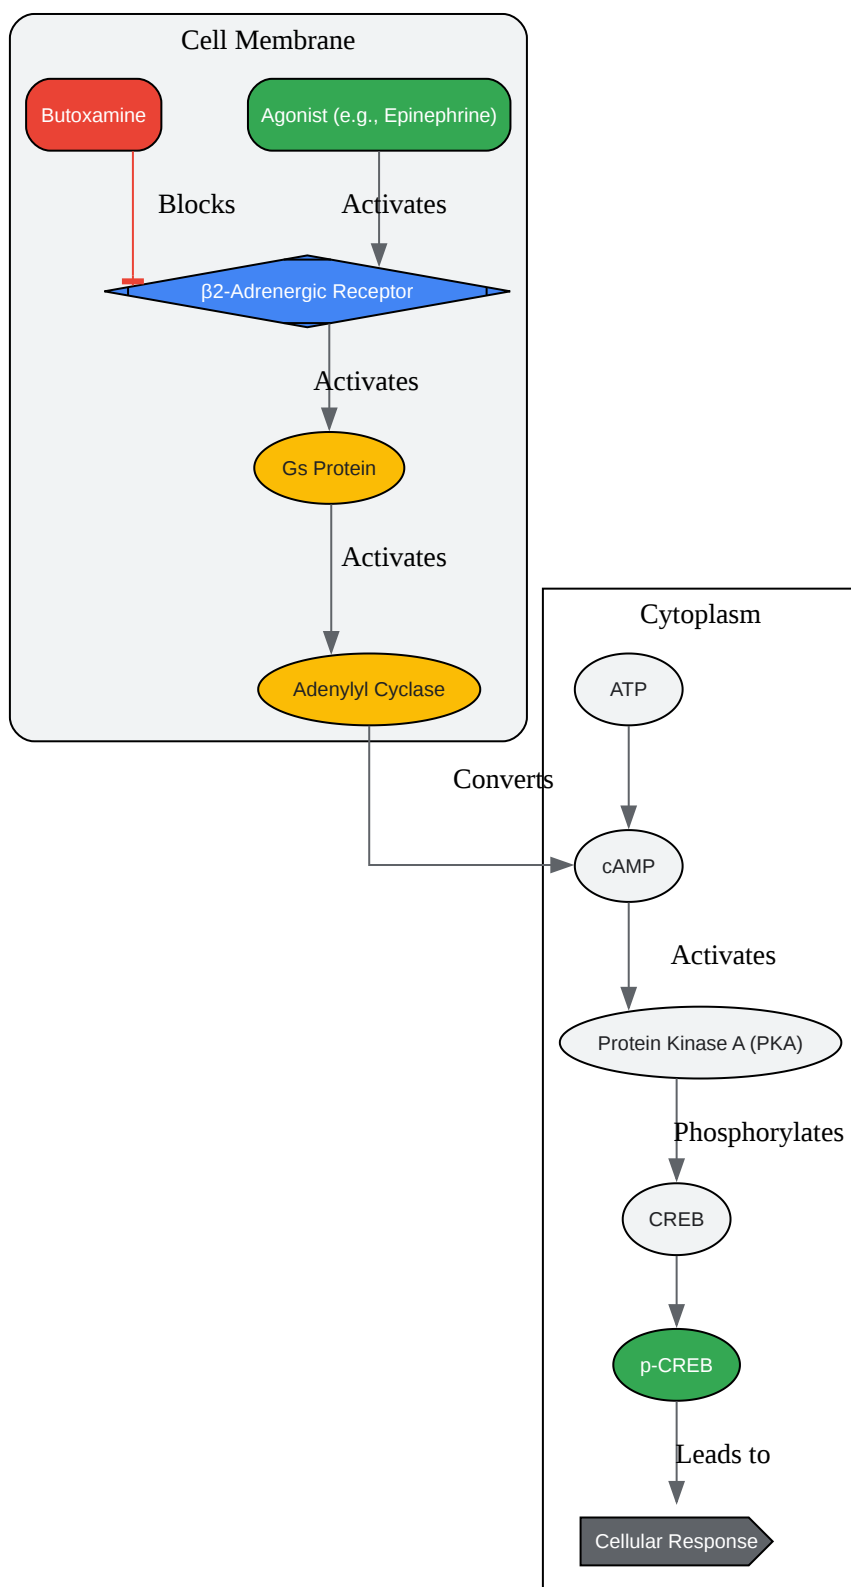 Cell Membrane
Butoxamine
Agonist (e.g., Epinephrine)
Blocks
Activates
β2-Adrenergic Receptor
Activates
Gs Protein
Activates
Adenylyl Cyclase
Converts
Cytoplasm
ATP
cAMP
Activates
Protein Kinase A (PKA)
Phosphorylates
CREB
p-CREB
Leads to
Cellular Response